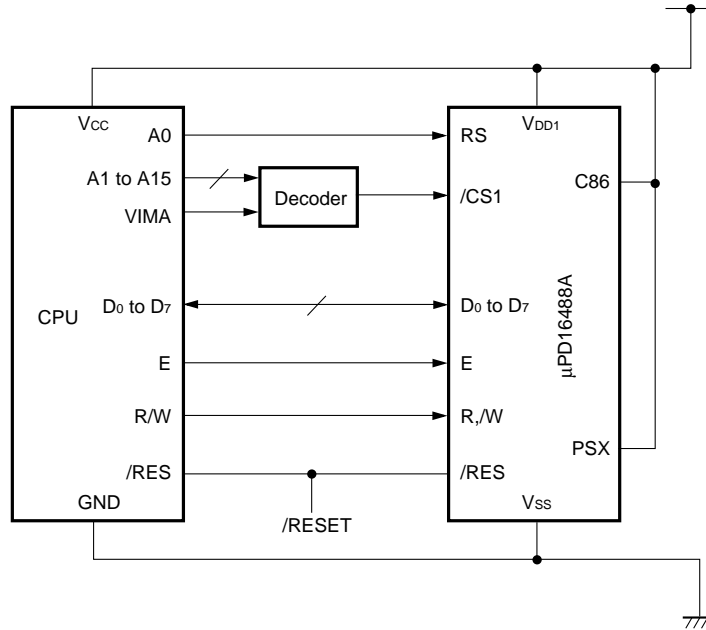 VCC
A0
RS
VDD1
A1 to A15
Decoder
/CS1
C86
VIMA
CPU
D0 to D7
D0 to D7
μPD16488A
E
E
R/W
R,/W
PSX
/RES
/RES
GND
/RESET
VSS